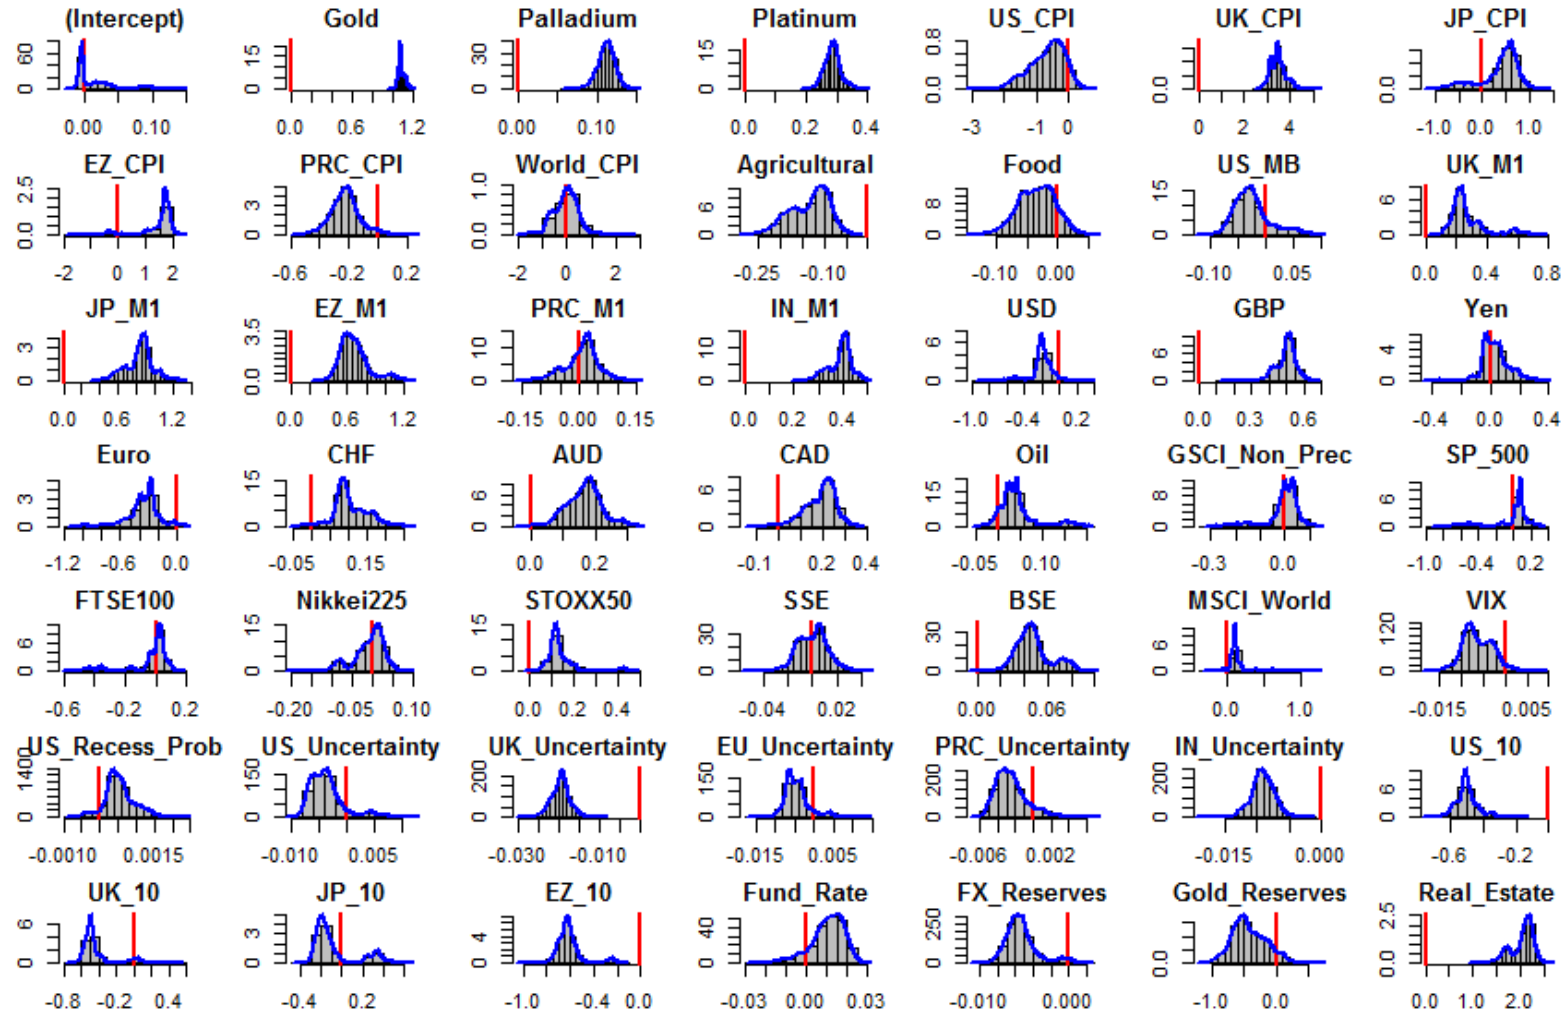 (Intercept) Gold Palladium Platinum US_CPI UK_CPI JP_CPI
0 60 0 15 0 30 0 15 0.0 0.8 0.0 0.0
0.00 0.10 0.0 0.6 1.2 0.00 0.10 0.0 0.2 0.4 -3 -1 0 0 2 4 -1.0 0.0 1.0
EZ_CPI PRC_CPI World_CPI Agricultural Food US_MB UK_M1
0.0 2.5 0 3 0.0 1.0 0 6 0 8 0 15 0 6
-2 0 1 2 -0.6 -0.2 0.2 -2 0 2 -0.25 -0.10 -0.10 0.00 -0.10 0.05 0.0 0.4 0.8
JP_M1 EZ_M1 PRC_M1 IN_M1 USD GBP Yen
0 3 0.0 3.5 0 10 0 10 0 6 0 6 0 4
0.0 0.6 1.2 0.0 0.6 1.2 -0.15 0.00 0.15 0.0 0.2 0.4 -1.0 -0.4 0.2 0.0 0.3 0.6 -0.4 0.0 0.4
Euro CHF AUD CAD Oil GSCI_Non_Prec SP_500
0 3 0 15 0 6 0 6 0 15 0 8 0 6
-1.2 -0.6 0.0 -0.05 0.15 0.0 0.2 -0.1 0.2 0.4 -0.05 0.10 -0.3 0.0 -1.0 -0.4 0.2
FTSE100 Nikkei225 STOXX50 SSE BSE MSCI_World VIX
0 6 0 15 0 15 0 30 0 30 0 6 0 120
-0.6 -0.2 0.2 -0.20 -0.05 0.10 0.0 0.2 0.4 -0.04 0.02 0.00 0.06 0.0 1.0 -0.015 0.005
US_Recess_Prob US_Uncertainty UK_Uncertainty EU_Uncertainty PRC_Uncertainty IN_Uncertainty US_10
0 1400 0 150 0 200 0 150 0 200 0 200 0 6
-0.0010 0.0015 -0.010 0.005 -0.030 -0.010 -0.015 0.005 -0.006 0.002 -0.015 0.000 -0.6 -0.2
UK_10 JP_10 EZ_10 Fund_Rate FX_Reserves Gold_Reserves Real_Estate
0 6 0 3 0 4 0 40 0 250 0.0 0.0 2.5
-0.8 -0.2 0.4 -0.4 0.2 -1.0 -0.4 0.0 -0.03 0.00 0.03 -0.010 0.000 -1.0 0.0 0.0 1.0 2.0